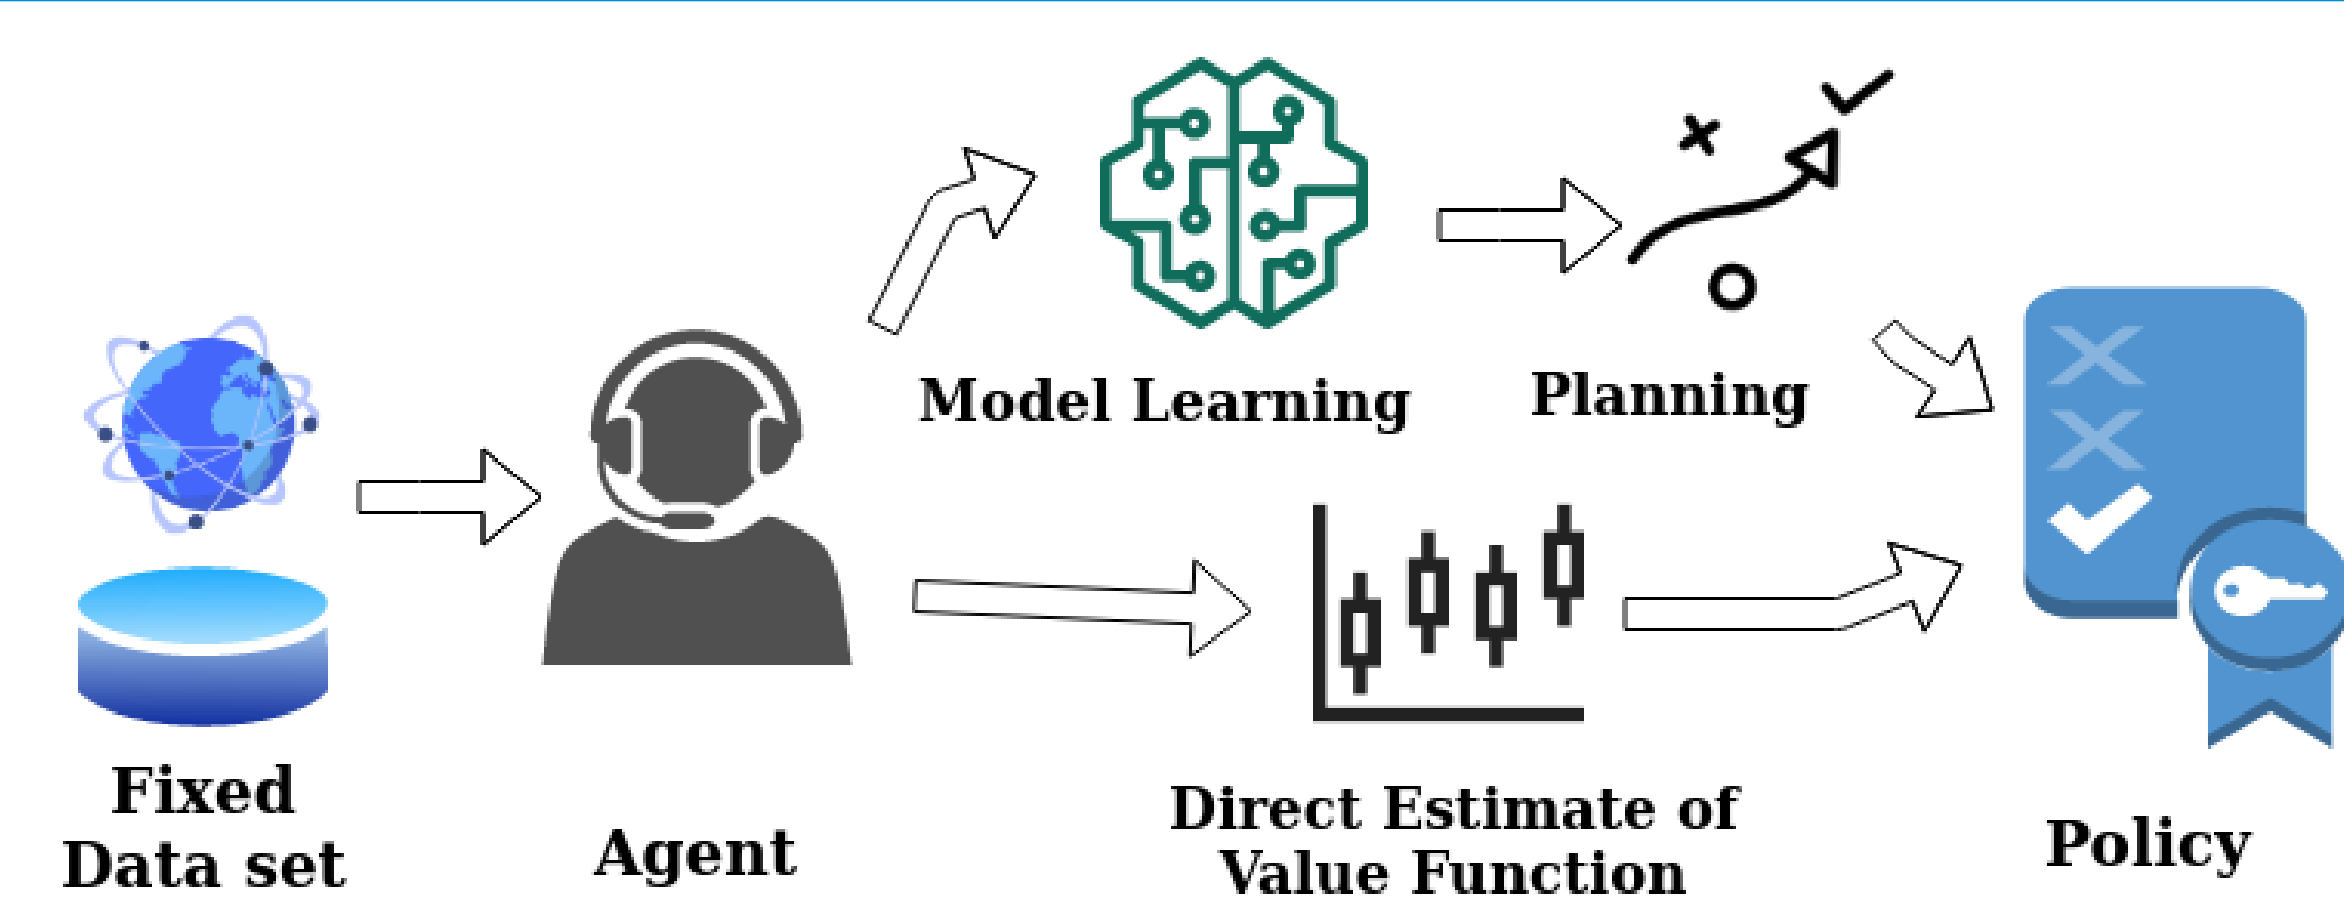 Model Learning
Planning
Fixed
Data set
Agent
Direct Estimate of
Value Function
Policy